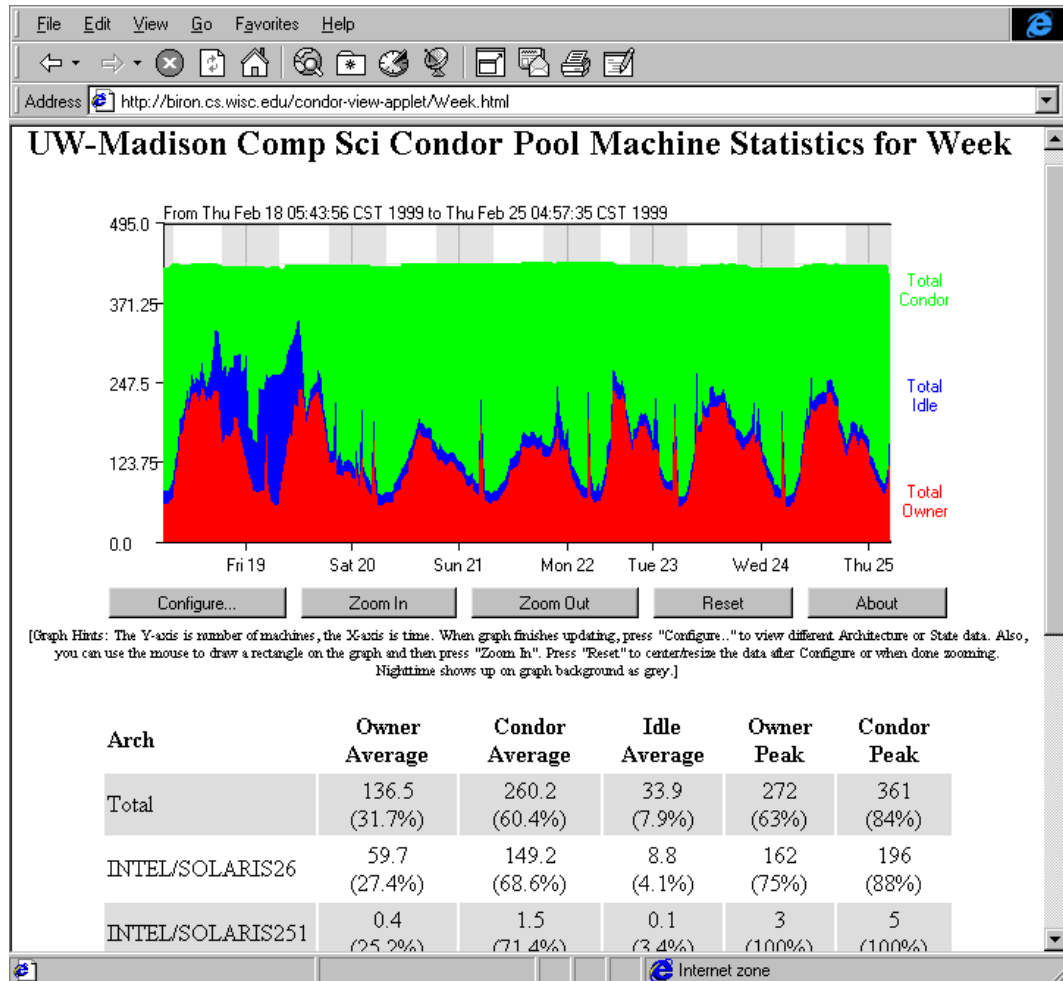 File Edit View Go Favorites Help
Address http://biron.cs.wisc.edu/condor-view-applet/Week.html
UW-Madison Comp Sci Condor Pool Machine Statistics for Week
From Thu Feb 18 05:43:56 CST 1999 to Thu Feb 25 04:57:35 CST 1999
495.0
371.25
247.5
123.75
0.0
Total
Condor
Total
Idle
Total
Owner
Fri 19 Sat 20 Sun 21 Mon 22 Tue 23 Wed 24 Thu 25
Configure... Zoom In Zoom Out Reset About
[Graph Hints: The Y-axis is number of machines, the X-axis is time. When graph finishes updating, press "Configure.." to view different Architecture or State data. Also,
you can use the mouse to draw a rectangle on the graph and then press "Zoom In". Press "Reset" to center/resize the data after Configure or when done zooming.
Nighttime shows up on graph background as grey.]
Arch Owner Average Condor Average Idle Average Owner Peak Condor Peak
Total 136.5 (31.7%) 260.2 (60.4%) 33.9 (7.9%) 272 (63%) 361 (84%)
INTEL/SOLARIS26 59.7 (27.4%) 149.2 (68.6%) 8.8 (4.1%) 162 (75%) 196 (88%)
INTEL/SOLARIS251 0.4 (25.2%) 1.5 (71.4%) 0.1 (3.4%) 3 (100%) 5 (100%)
Internet zone